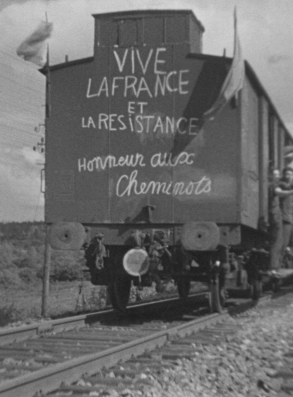 VIVE
LAFRANCE
ET
LA RESISTANCE
Honneur aux
Cheminots